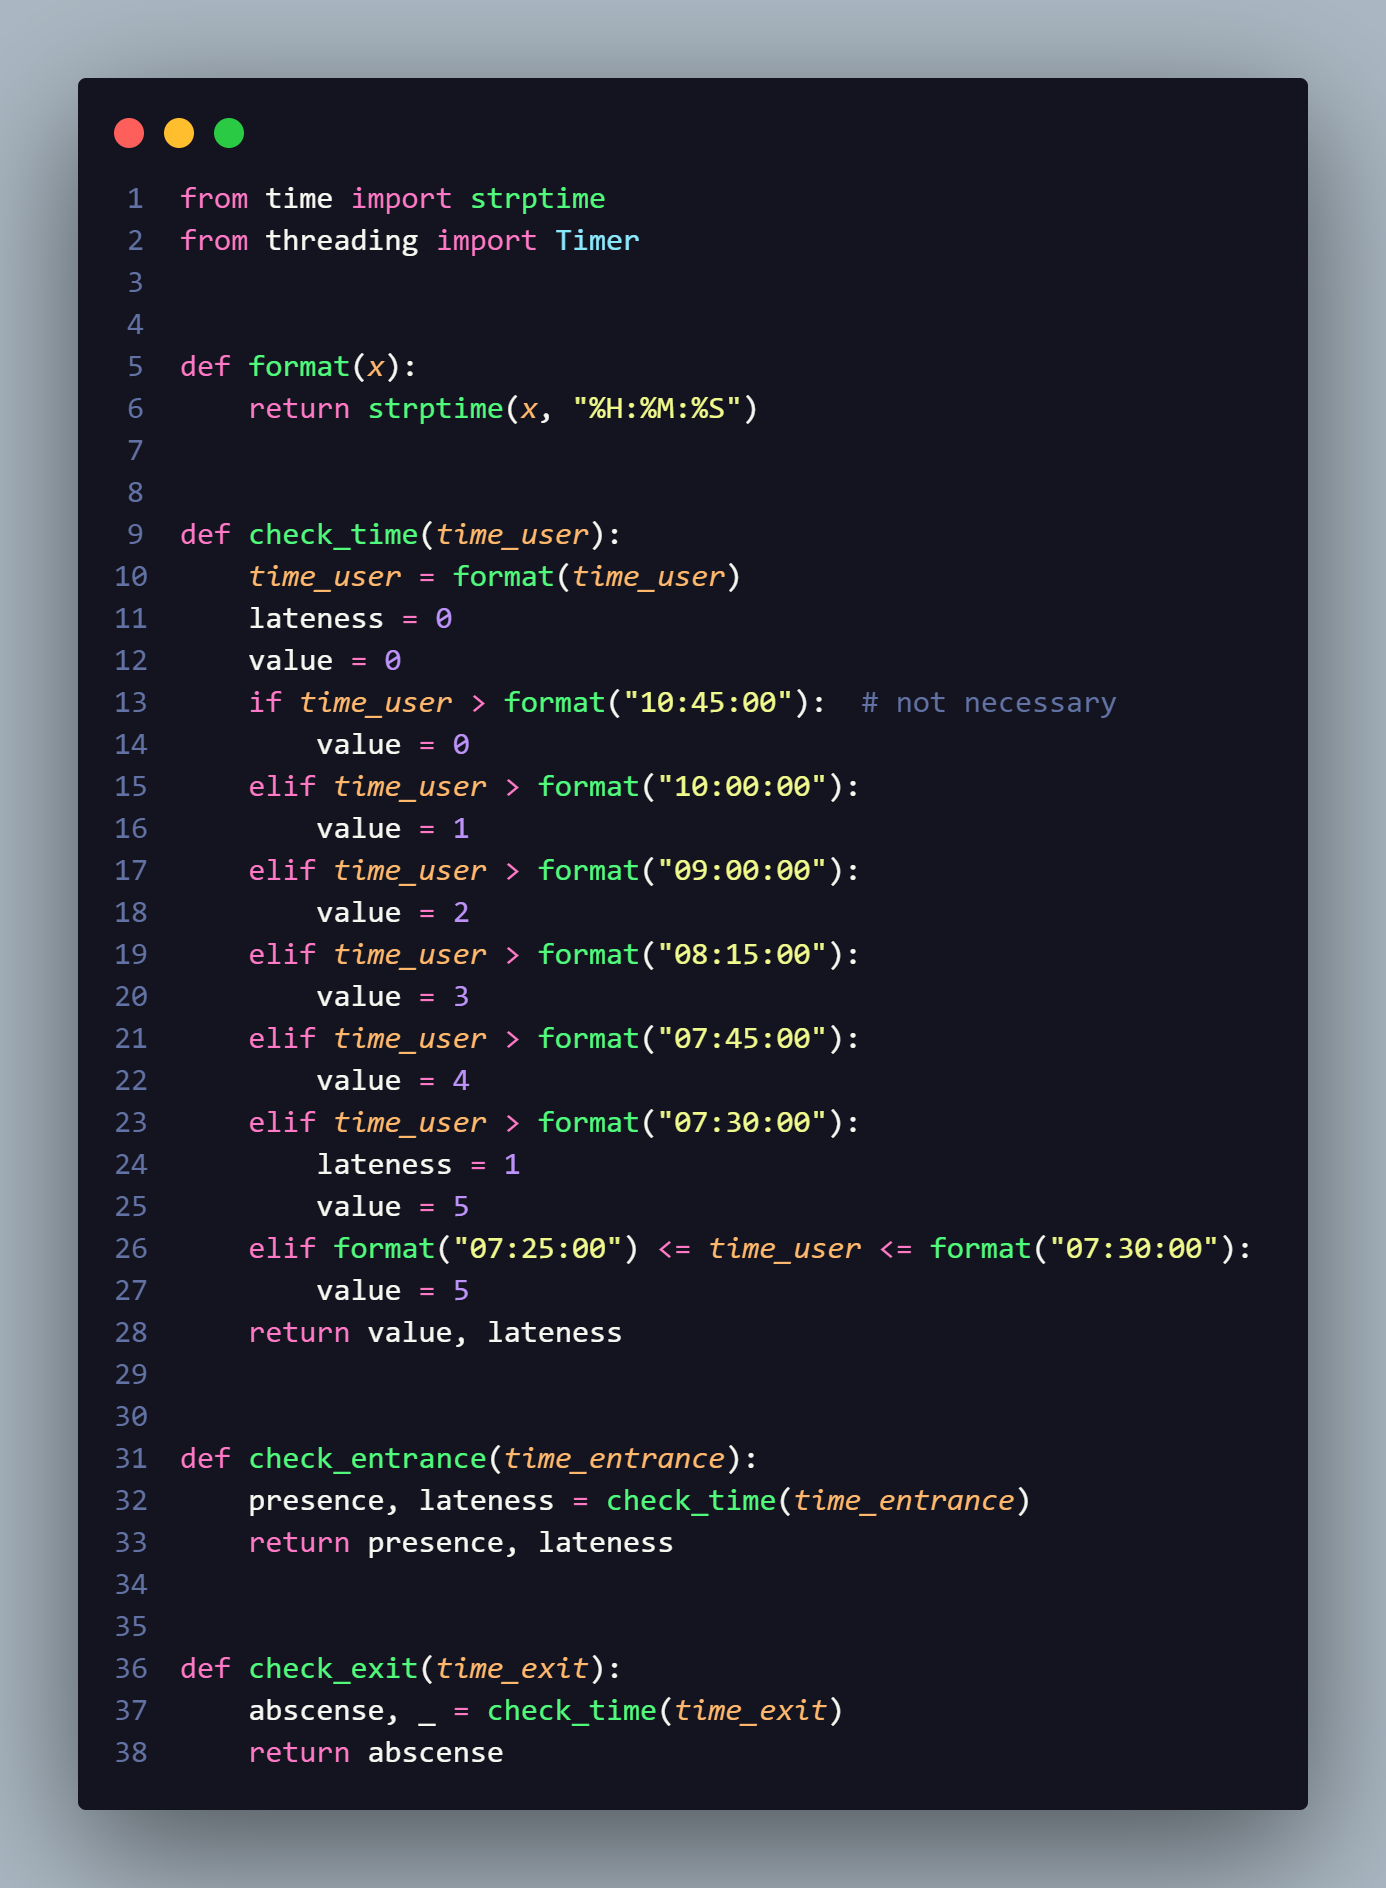 1 from time import strptime
2 from threading import Timer
3
4
5 def format(x):
6     return strptime(x, "%H:%M:%S")
7
8
9 def check_time(time_user):
10     time_user = format(time_user)
11     lateness = 0
12     value = 0
13     if time_user > format("10:45:00"):  # not necessary
14         value = 0
15     elif time_user > format("10:00:00"):
16         value = 1
17     elif time_user > format("09:00:00"):
18         value = 2
19     elif time_user > format("08:15:00"):
20         value = 3
21     elif time_user > format("07:45:00"):
22         value = 4
23     elif time_user > format("07:30:00"):
24         lateness = 1
25         value = 5
26     elif format("07:25:00") <= time_user <= format("07:30:00"):
27         value = 5
28     return value, lateness
29
30
31 def check_entrance(time_entrance):
32     presence, lateness = check_time(time_entrance)
33     return presence, lateness
34
35
36 def check_exit(time_exit):
37     abscense, _ = check_time(time_exit)
38     return abscense